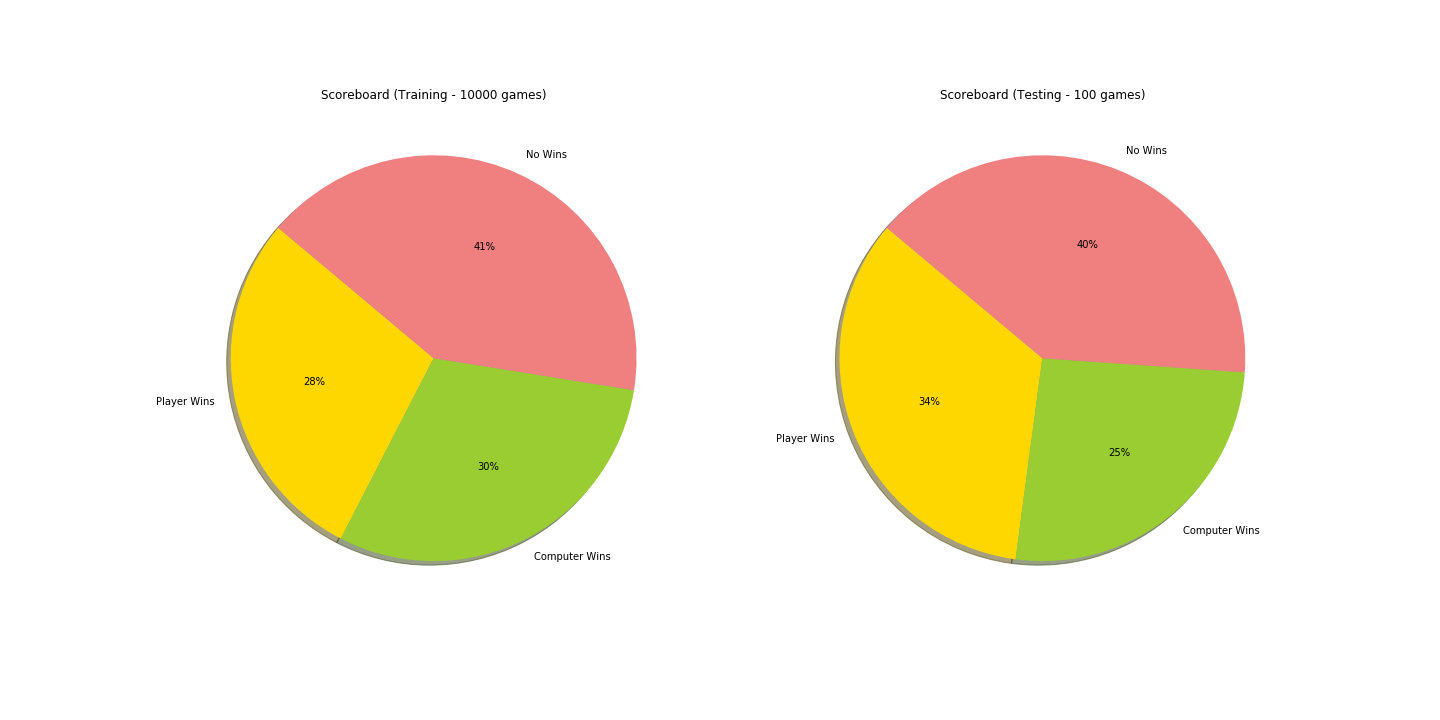 Scoreboard (Training - 10000 games)
No Wins
41%
28%
Player Wins
30%
Computer Wins
Scoreboard (Testing - 100 games)
No Wins
40%
34%
Player Wins
25%
Computer Wins